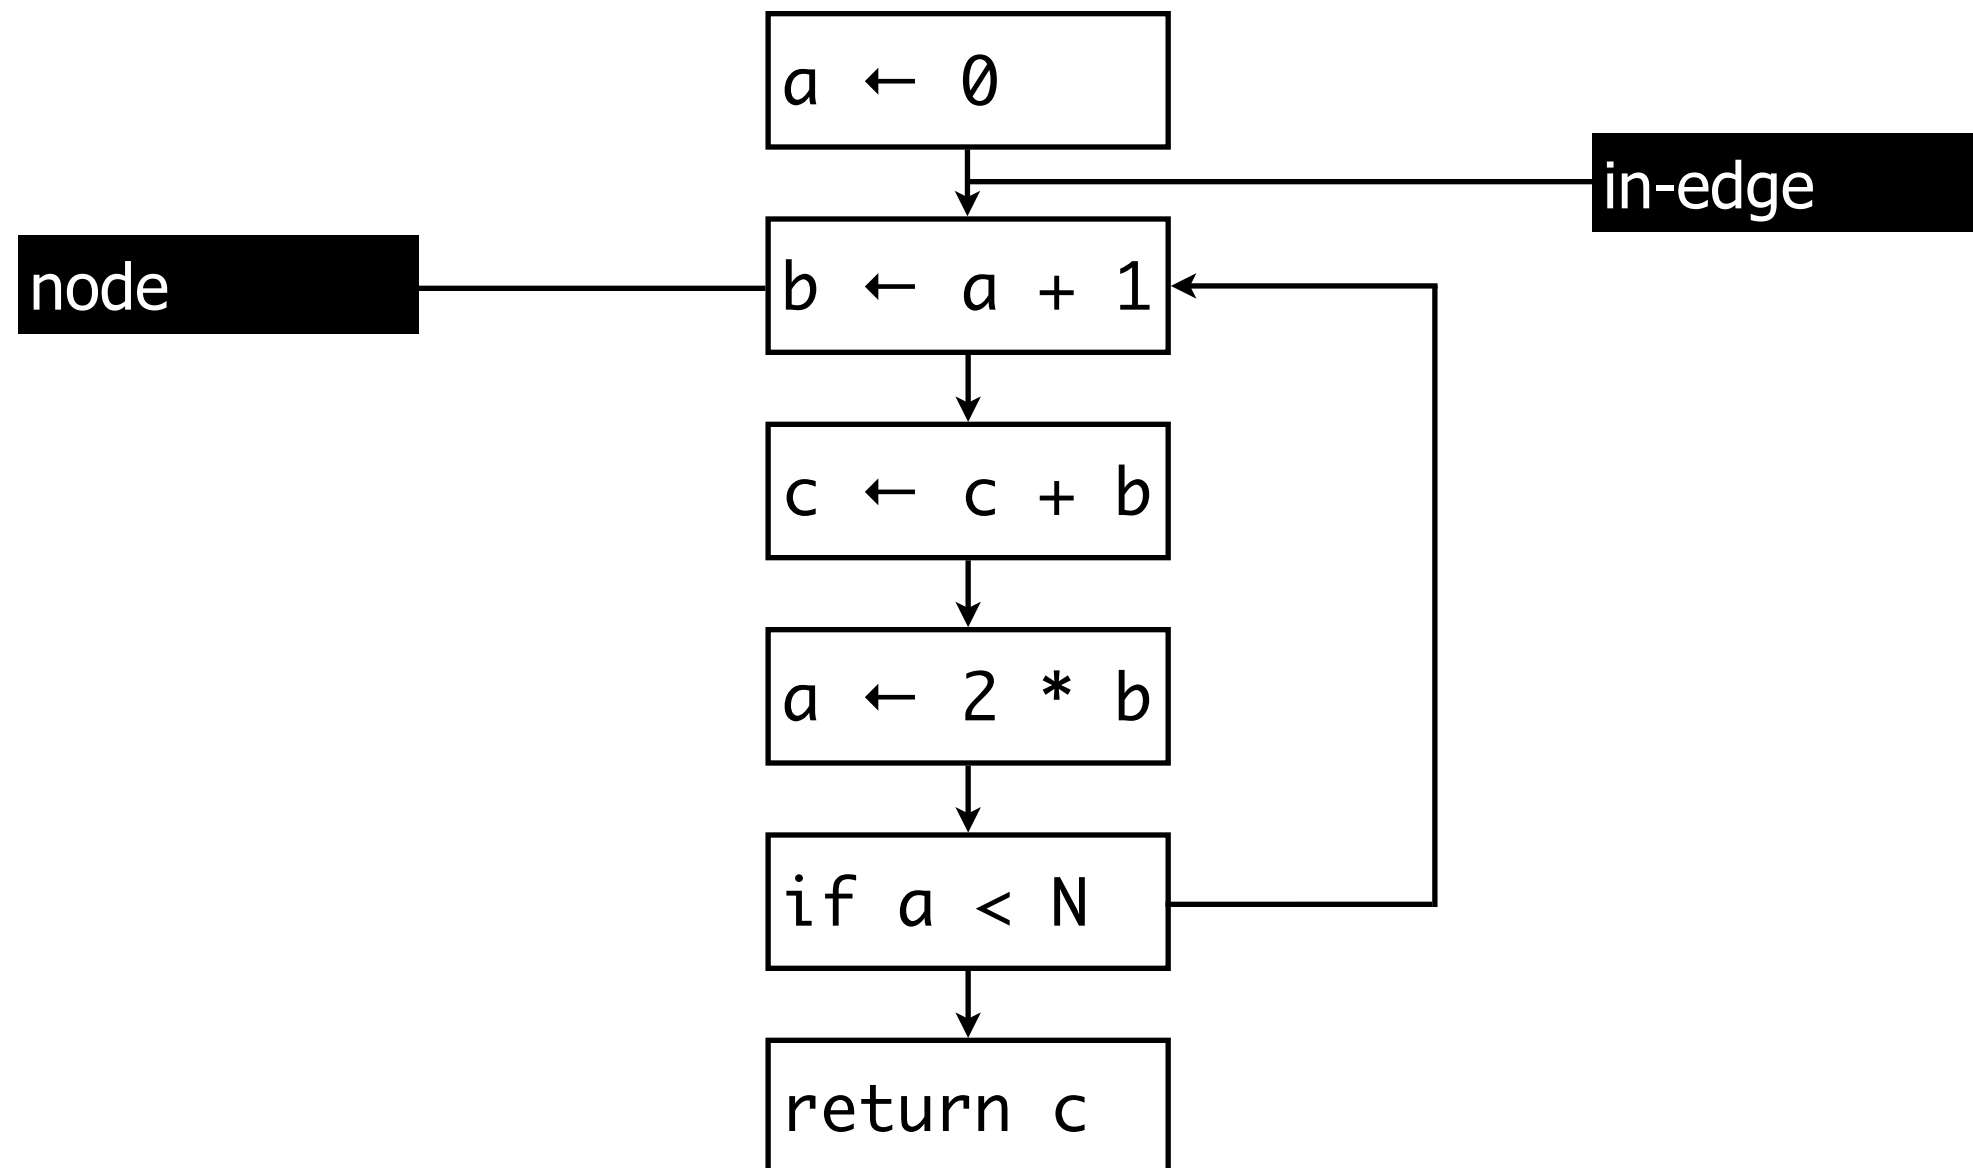 a ← 0
in-edge
node
b ← a + 1
c ← c + b
a ← 2 * b
if a < N
return c